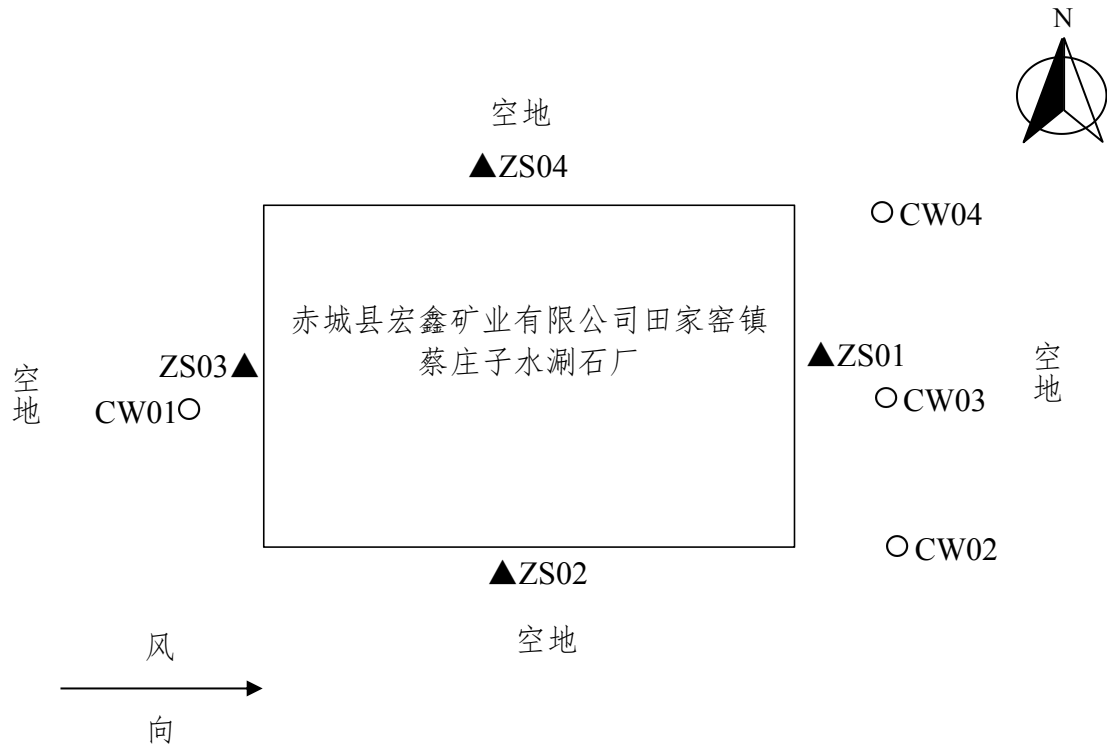 N
空地
▲ZS04
○CW04
赤城县宏鑫矿业有限公司田家窑镇
蔡庄子水涮石厂
ZS03▲
▲ZS01
空地
空地
CW01○
○CW03
○CW02
▲ZS02
空地
风
向